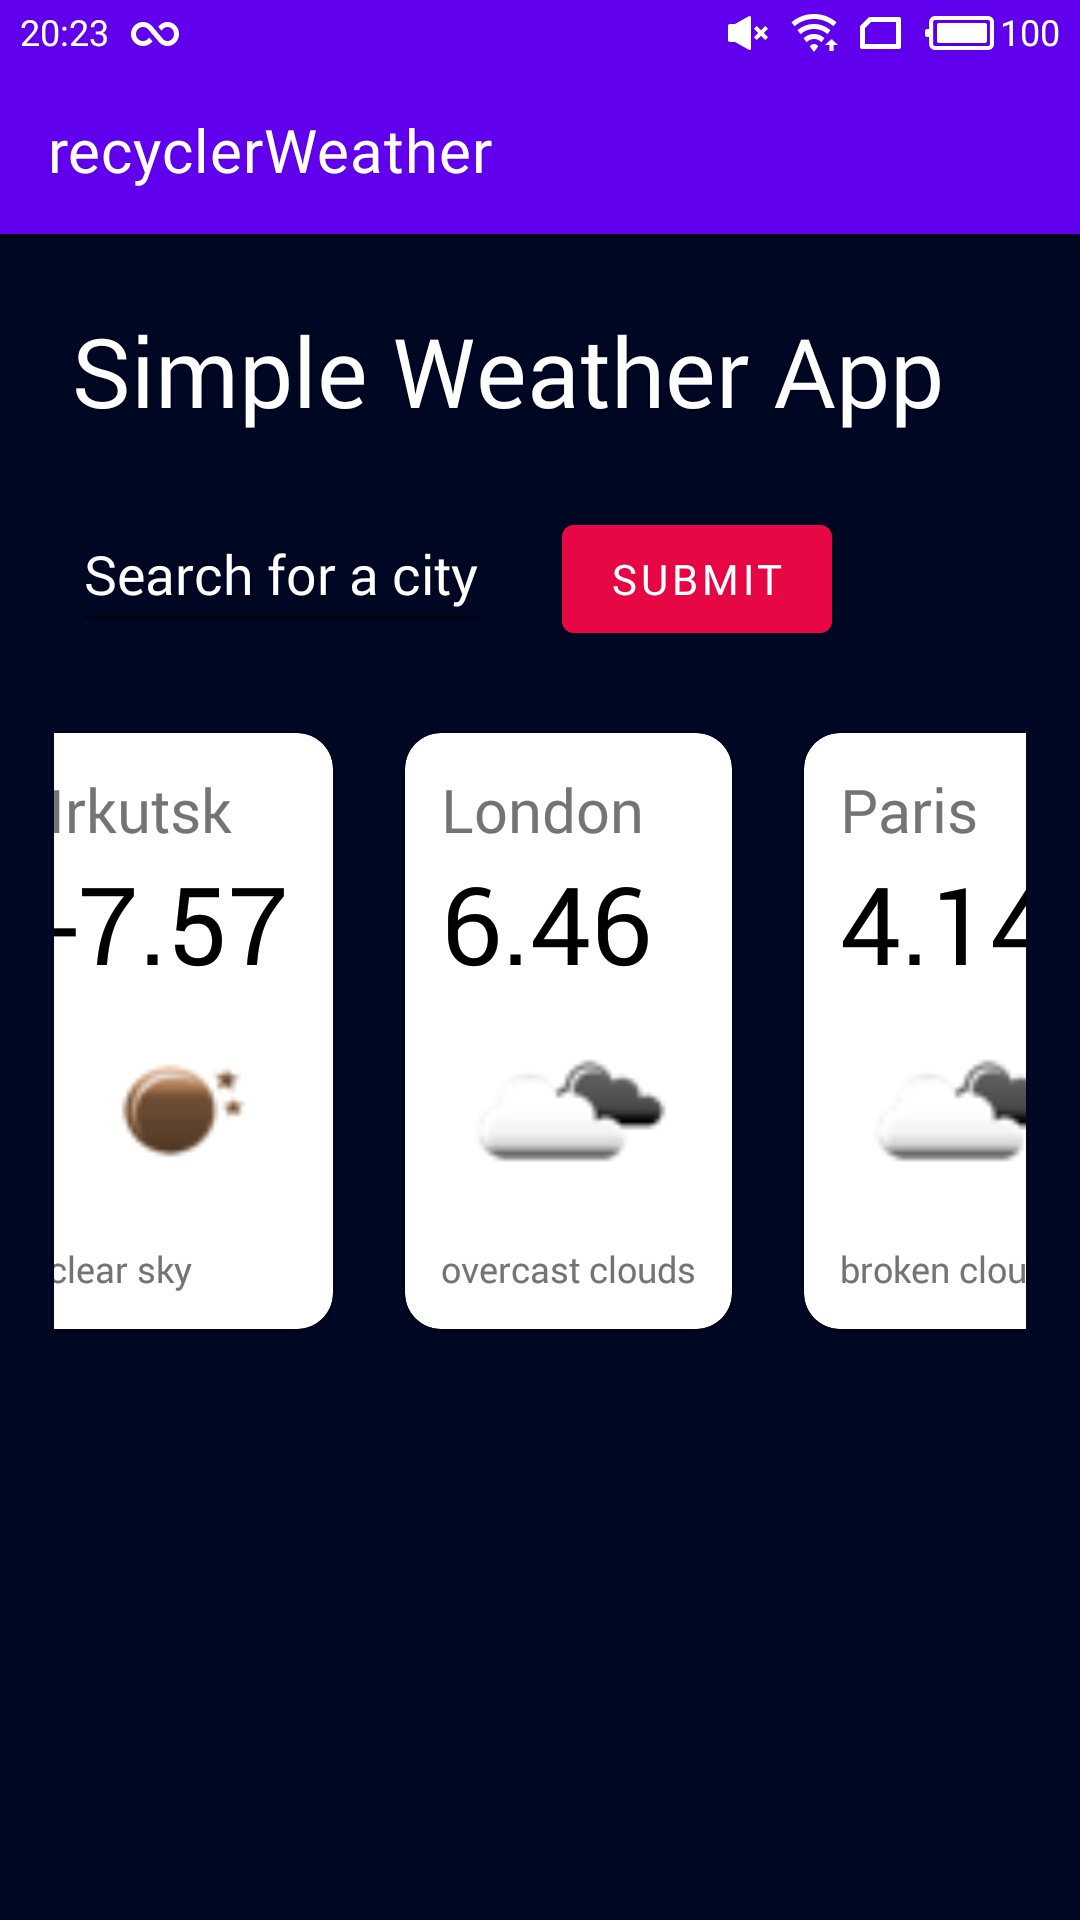 20:23 100
recyclerWeather
Simple Weather App
Search for a city SUBMIT
Irkutsk London Paris
-7.57 6.46 4.14
clear sky overcast clouds broken clou